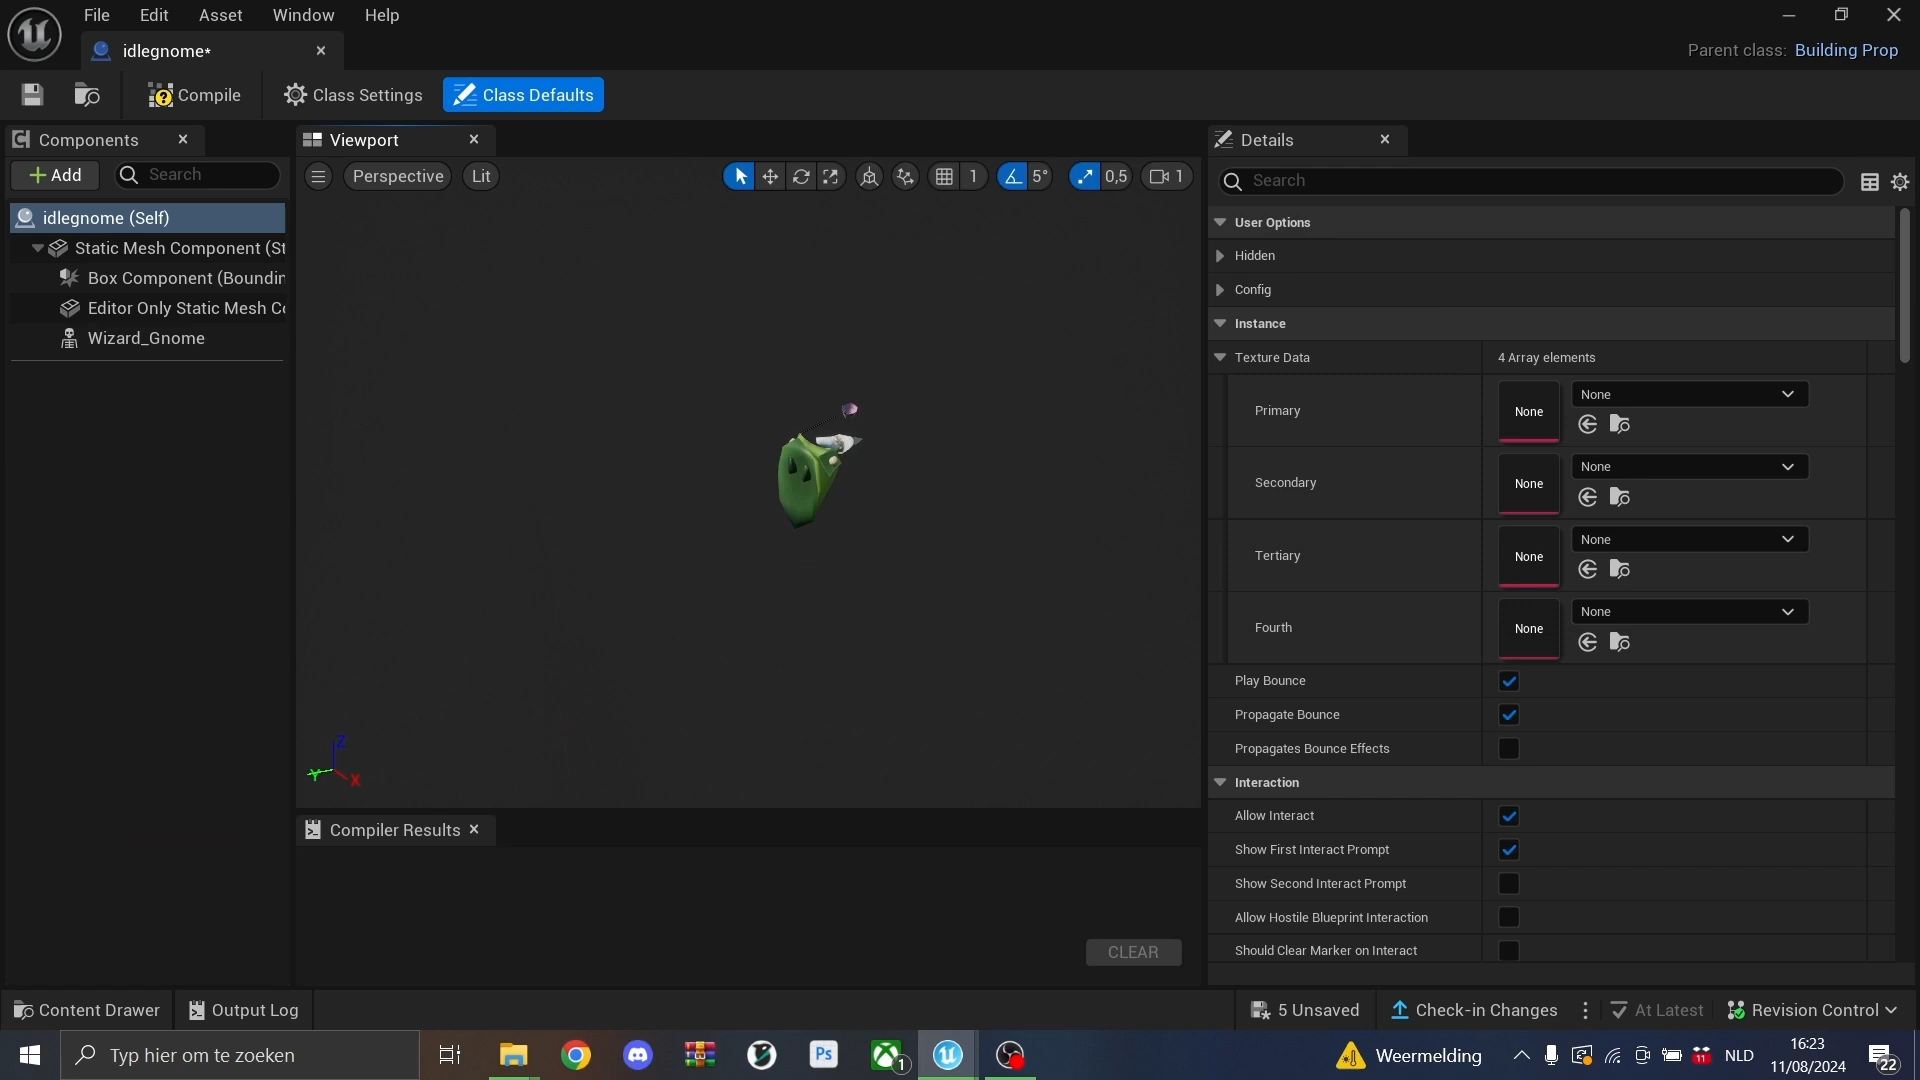 File Edit Asset Window Help
idlegnome*
Parent class: Building Prop
Compile Class Settings Class Defaults
Components
Add Search
idlegnome (Self)
Static Mesh Component (St
Box Component (Boundin
Editor Only Static Mesh Co
Wizard_Gnome
Viewport
Perspective Lit 1 5° 0,5 1
Z
Y
X
Compiler Results
CLEAR
Details
Search
User Options
Hidden
Config
Instance
Texture Data 4 Array elements
Primary None None
Secondary None None
Tertiary None None
Fourth None None
Play Bounce
Propagate Bounce
Propagates Bounce Effects
Interaction
Allow Interact
Show First Interact Prompt
Show Second Interact Prompt
Allow Hostile Blueprint Interaction
Should Clear Marker on Interact
Content Drawer Output Log 5 Unsaved Check-in Changes At Latest Revision Control
Typ hier om te zoeken Ps 1 Weermelding 11 NLD 16:23
11/08/2024 22